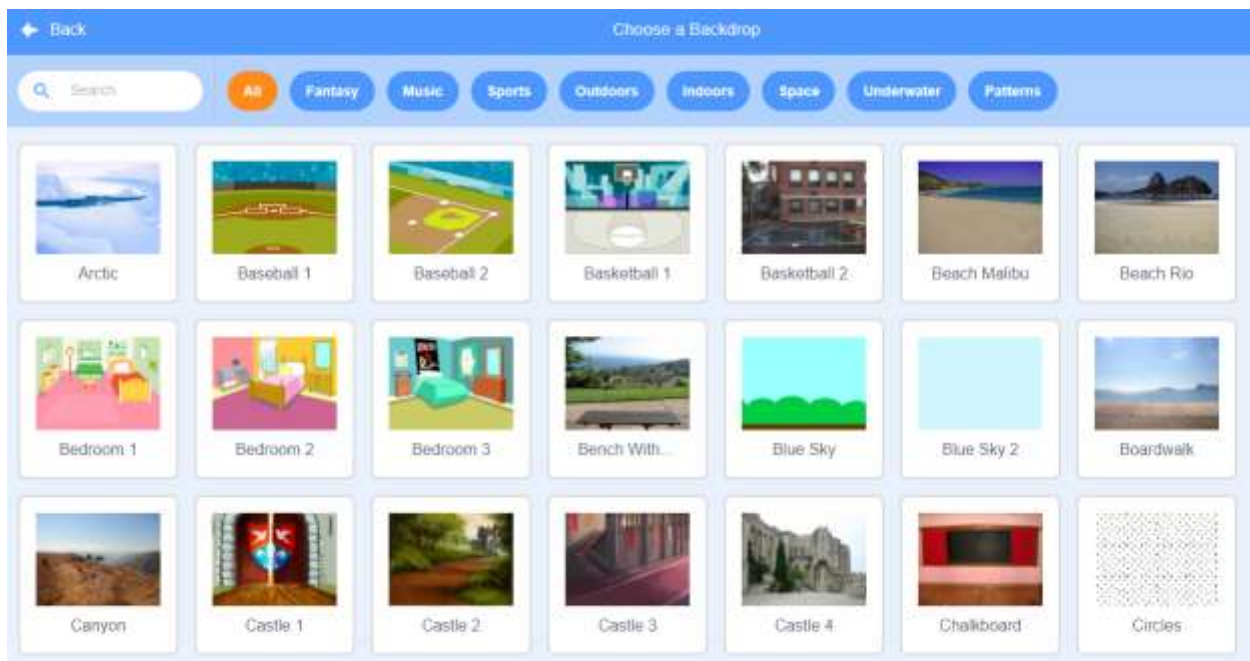 Back
Choose a Backdrop
Search
All
Fantasy
Music
Sports
Outdoors
Indoors
Space
Underwater
Patterns
Arctic
Baseball 1
Baseball 2
Basketball 1
Basketball 2
Beach Malibu
Beach Rio
Bedroom 1
Bedroom 2
Bedroom 3
Bench With...
Blue Sky
Blue Sky 2
Boardwalk
Canyon
Castle 1
Castle 2
Castle 3
Castle 4
Chalkboard
Circles